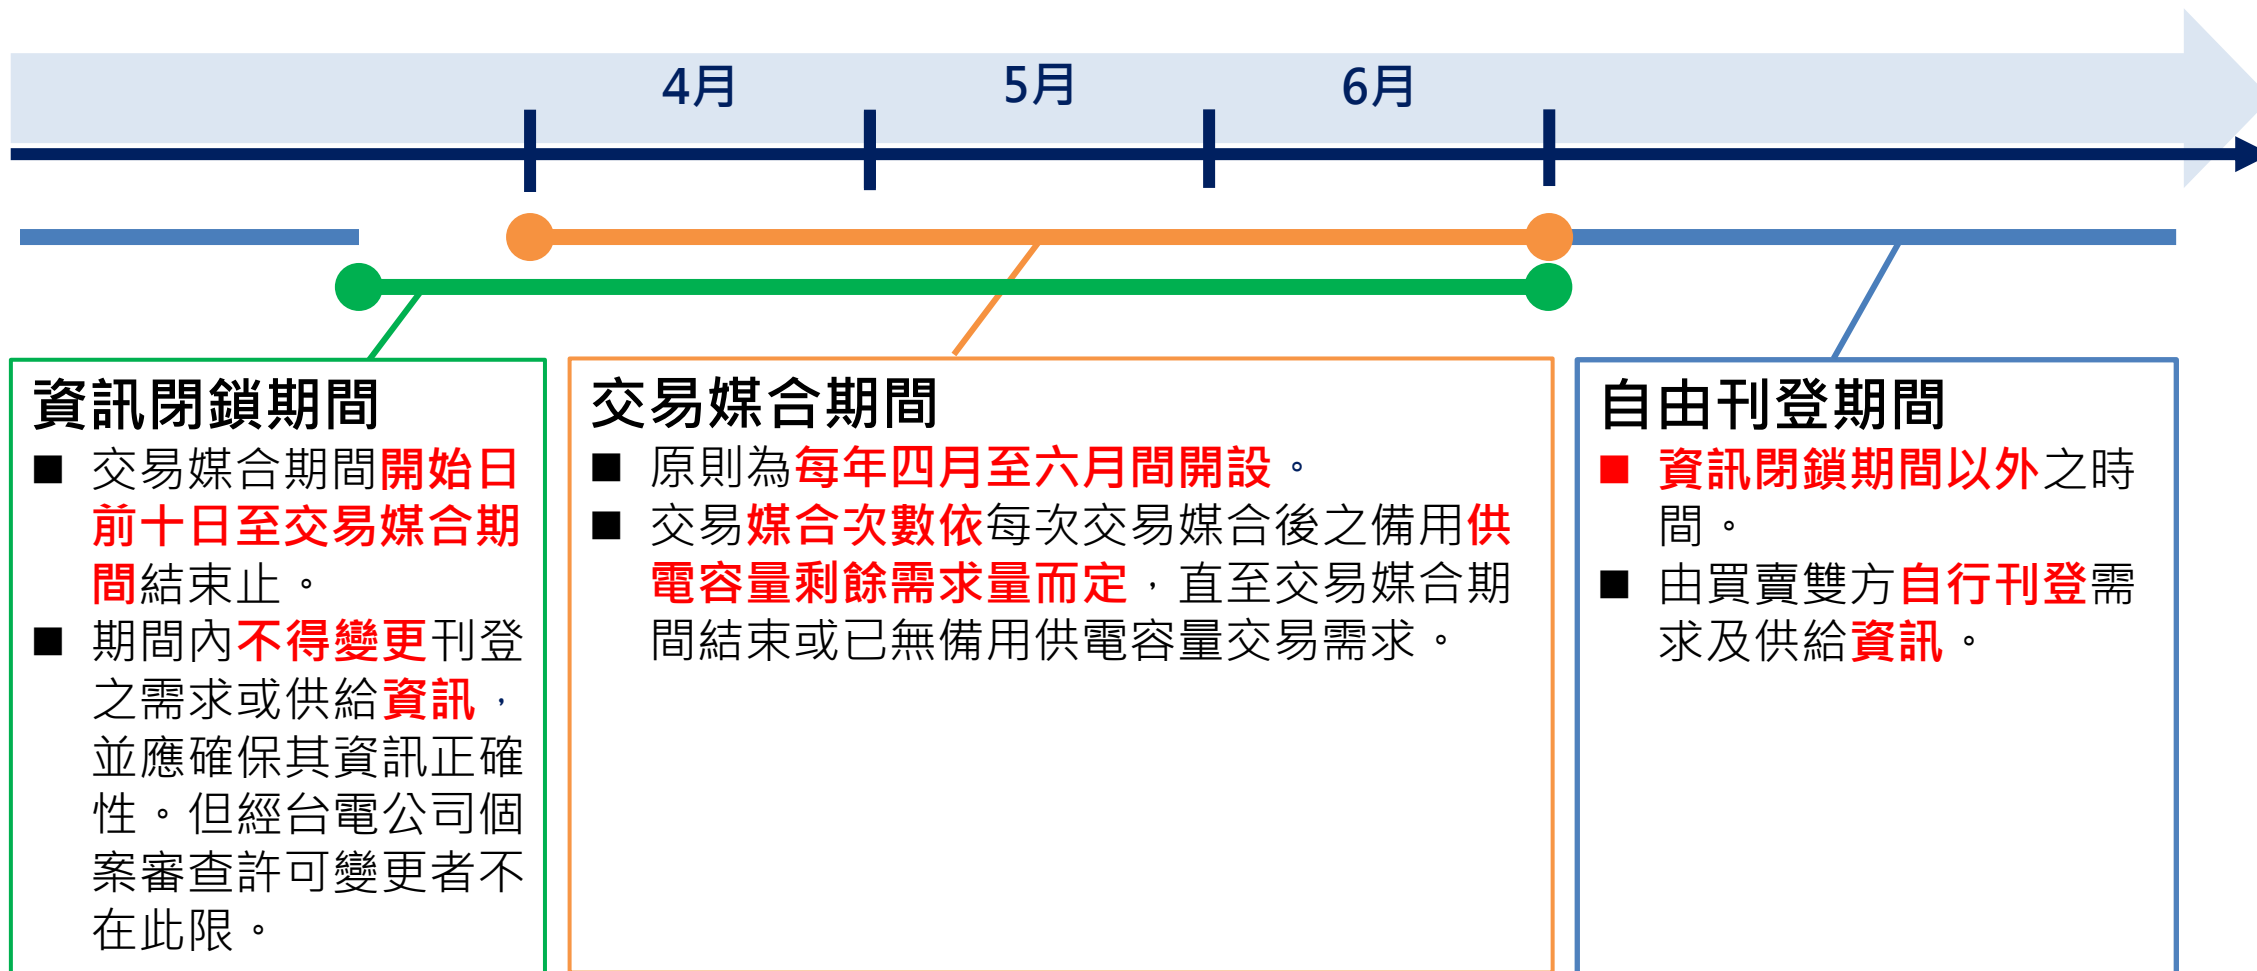 4月
5月
6月
資訊閉鎖期間
■ 交易媒合期間開始日
前十日至交易媒合期
間結束止。
■ 期間內不得變更刊登
之需求或供給資訊，
並應確保其資訊正確
性。但經台電公司個
案審查許可變更者不
在此限。
交易媒合期間
■ 原則為每年四月至六月間開設。
■ 交易媒合次數依每次交易媒合後之備用供
電容量剩餘需求量而定，直至交易媒合期
間結束或已無備用供電容量交易需求。
自由刊登期間
■ 資訊閉鎖期間以外之時
間。
■ 由買賣雙方自行刊登需
求及供給資訊。